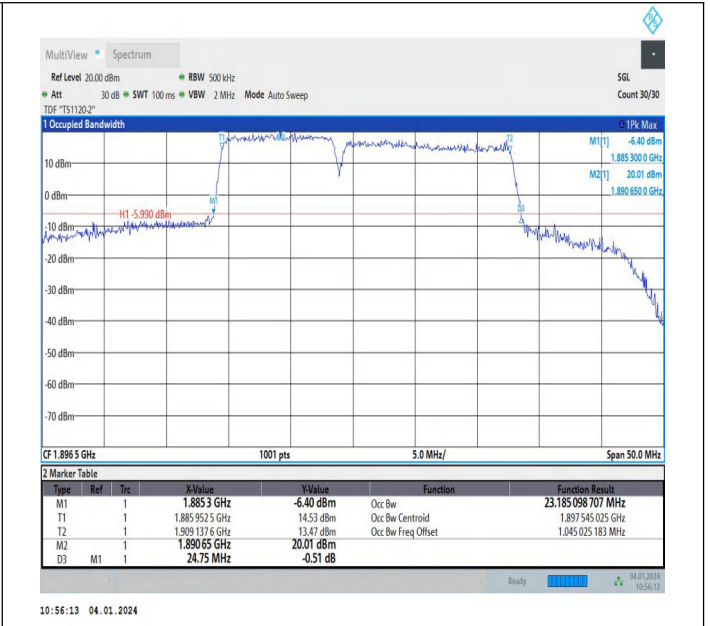 MultiView Spectrum
Ref Level 20.00 dBm RBW 500 kHz SGL
Att 30 dB SWT 100 ms VBW 2 MHz Mode Auto Sweep Count 30/30
TDF "TS1120-2"
1 Occupied Bandwidth 1Pk Max
M1[1] -6.40 dBm
1.885 300 0 GHz
M2[1] 20.01 dBm
1.890 650 0 GHz
T1 M2 T2
10 dBm
0 dBm
M1 D3
H1 -5.990 dBm
-10 dBm
-20 dBm
-30 dBm
-40 dBm
-50 dBm
-60 dBm
-70 dBm
CF 1.896 5 GHz 1001 pts 5.0 MHz/ Span 50.0 MHz
2 Marker Table
Type Ref Trc X-Value Y-Value Function Function Result
M1 1 1.8853 GHz -6.40 dBm Occ Bw 23.185 098 707 MHz
T1 1 1.885 952 5 GHz 14.53 dBm Occ Bw Centroid 1.897 545 025 GHz
T2 1 1.909 137 6 GHz 13.47 dBm Occ Bw Freq Offset 1.045 025 183 MHz
M2 1 1.89065 GHz 20.01 dBm
D3 M1 1 24.75 MHz -0.51 dB
Ready 04.01.2024
10:56:12
10:56:13 04.01.2024